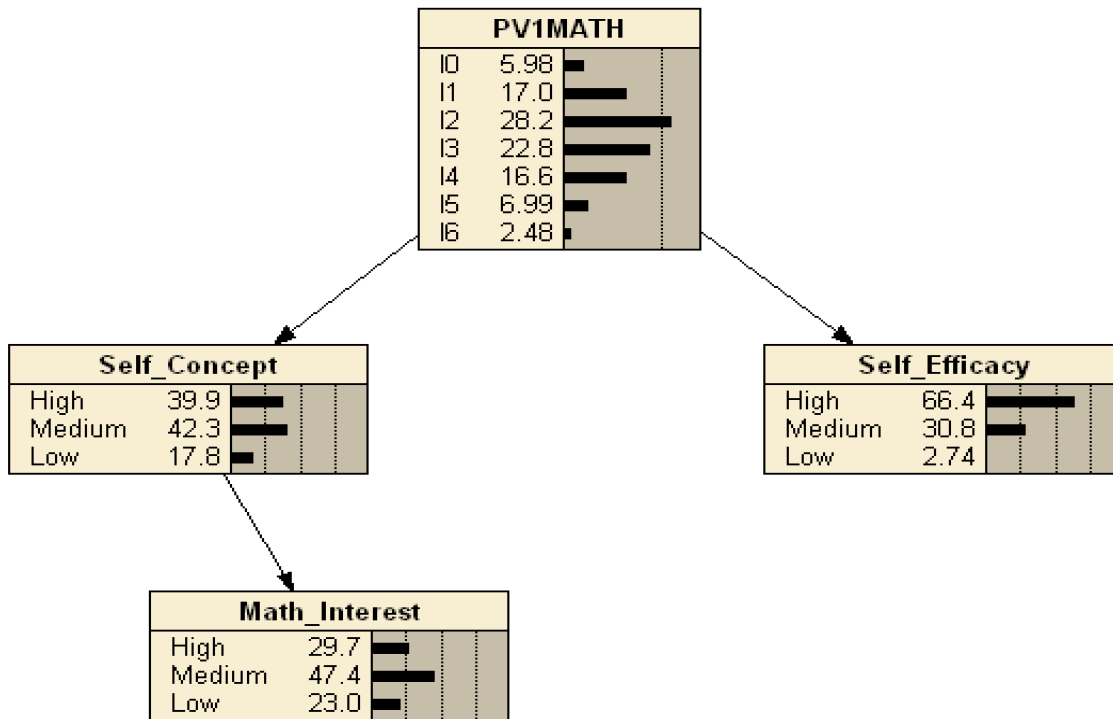 PV1MATH
I0 5.98
I1 17.0
I2 28.2
I3 22.8
I4 16.6
I5 6.99
I6 2.48
Self_Concept
High 39.9
Medium 42.3
Low 17.8
Self_Efficacy
High 66.4
Medium 30.8
Low 2.74
Math_Interest
High 29.7
Medium 47.4
Low 23.0